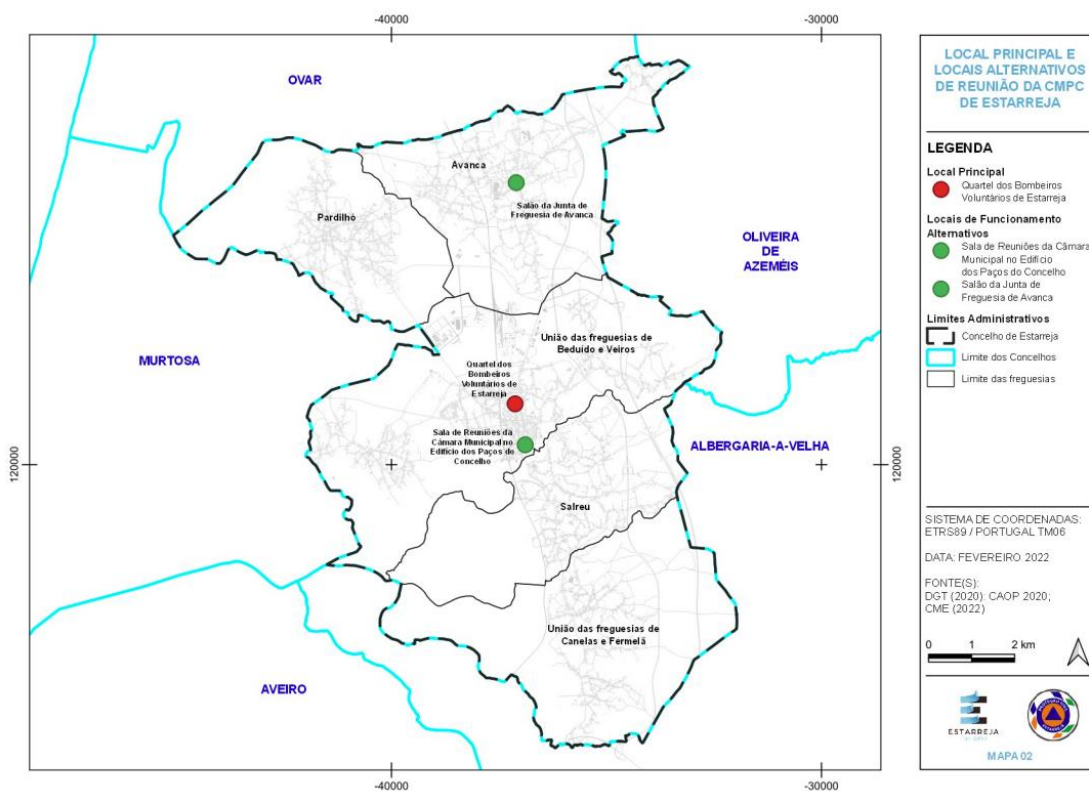 -40000
-30000
OVAR
Avanca
Salão da Junta de
Freguesia de Avanca
Pardilhó
OLIVEIRA
DE
AZEMÉIS
União das freguesias de
Beduído e Veiros
MURTOSA
Quartel dos
Bombeiros
Voluntários de
Estarreja
Sala de Reuniões da
Câmara Municipal no
Edifício dos Paços do
Concelho
ALBERGARIA-A-VELHA
120000
120000
Salreu
União das freguesias de
Canelas e Fermelã
AVEIRO
-40000
-30000
LOCAL PRINCIPAL E
LOCAIS ALTERNATIVOS
DE REUNIÃO DA CMPC
DE ESTARREJA
LEGENDA
Local Principal
Quartel dos Bombeiros
Voluntários de Estarreja
Locais de Funcionamento
Alternativos
Sala de Reuniões da Câmara
Municipal no Edifício
dos Paços do Concelho
Salão da Junta de
Freguesia de Avanca
Limites Administrativos
Concelho de Estarreja
Limite dos Concelhos
Limite das freguesias
SISTEMA DE COORDENADAS:
ETRS89 / PORTUGAL TM06
DATA: FEVEREIRO 2022
FONTE(S):
DGT (2020): CAOP 2020;
CME (2022)
0 1 2 km
ESTARREJA
MAPA 02